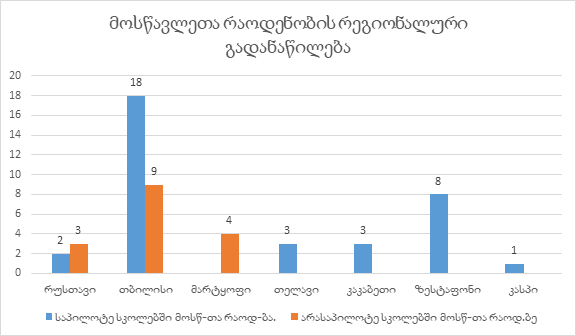 მოსწავლეთა რაოდენობის რეგიონალური
გადანაწილება
20
18
16
14
12
10
8
6
4
2
0
2
3
18
9
4
3
3
8
1
რუსთავი
თბილისი
მარტყოფი
თელავი
კაკაბეთი
ზესტაფონი
კასპი
საპილოტე სკოლებში მოსწ-თა რაოდ-ბა.
არასაპილოტე სკოლებში მოსწ-თა რაოდ.ბე